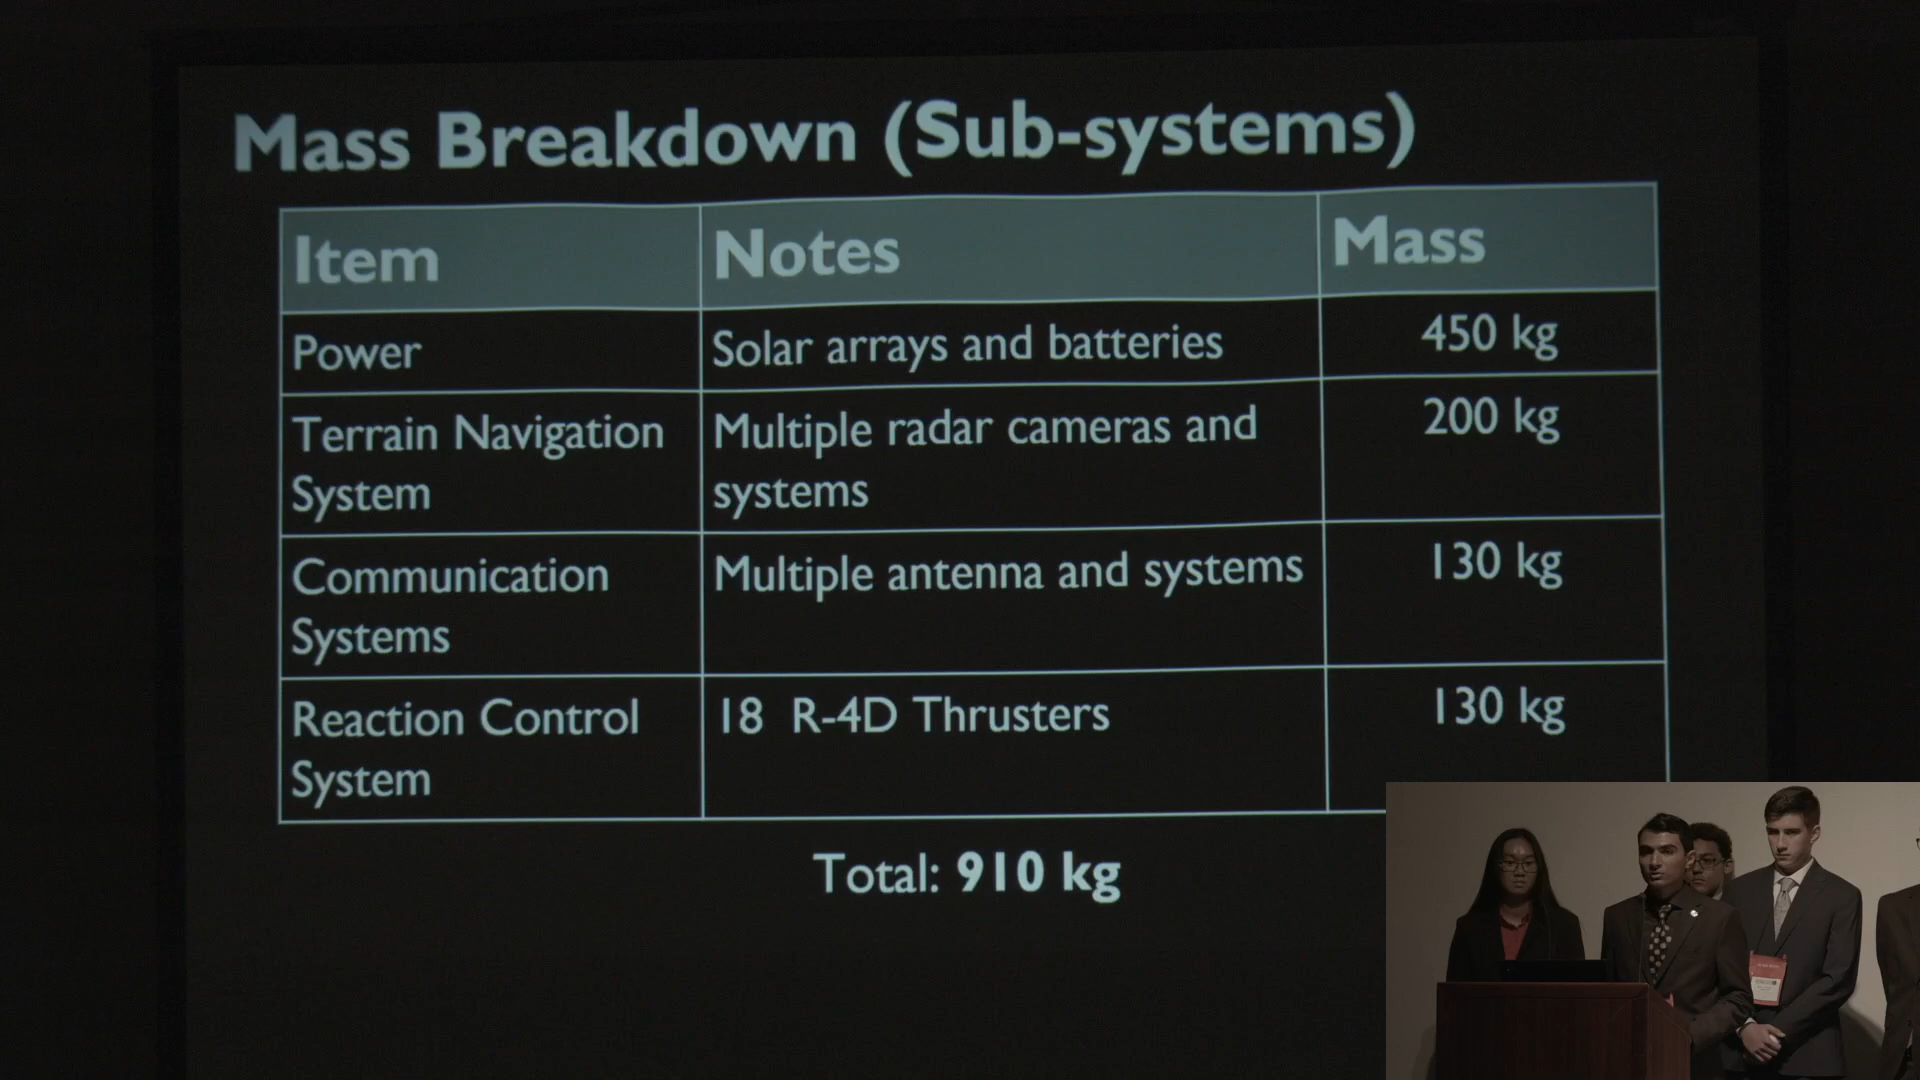 Mass Breakdown (Sub-systems)
Item
Notes
Mass
Power
Solar arrays and batteries
450 kg
Terrain Navigation
System
Multiple radar cameras and
systems
200 kg
Communication
Systems
Multiple antenna and systems
130 kg
Reaction Control
System
18 R-4D Thrusters
130 kg
Total: 910 kg